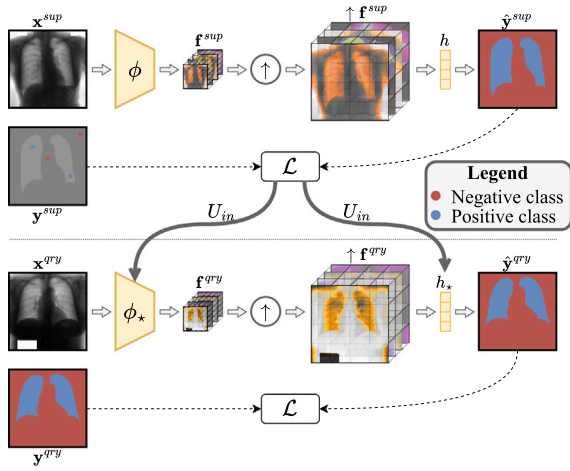 x^sup
f^sup
↑ f^sup
h
ŷ^sup
ϕ
↑
y^sup
ℒ
U_in
U_in
Legend
Negative class
Positive class
x^qry
f^qry
↑ f^qry
h⋆
ŷ^qry
ϕ⋆
↑
y^qry
ℒ